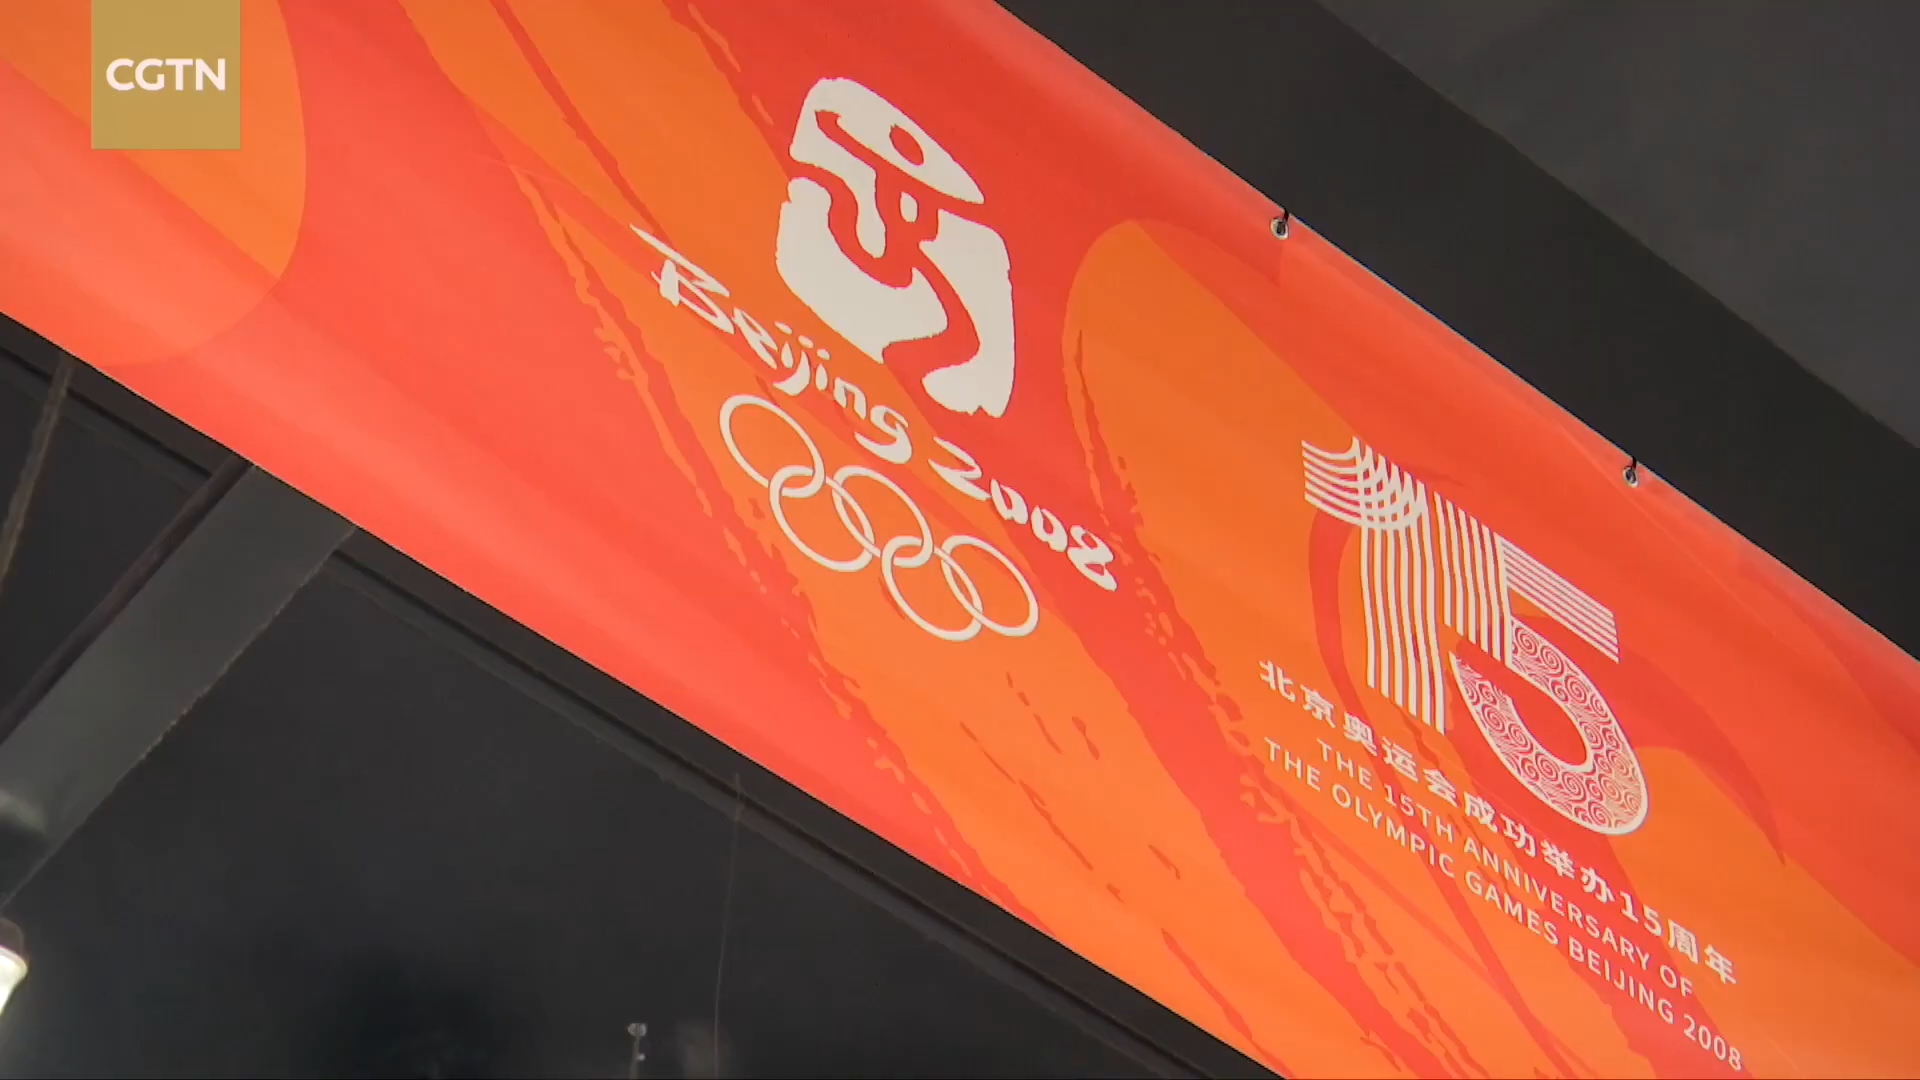 CGTN
Beijing 2008
15
北京奥运会成功举办15周年
THE 15TH ANNIVERSARY OF
THE OLYMPIC GAMES BEIJING 2008